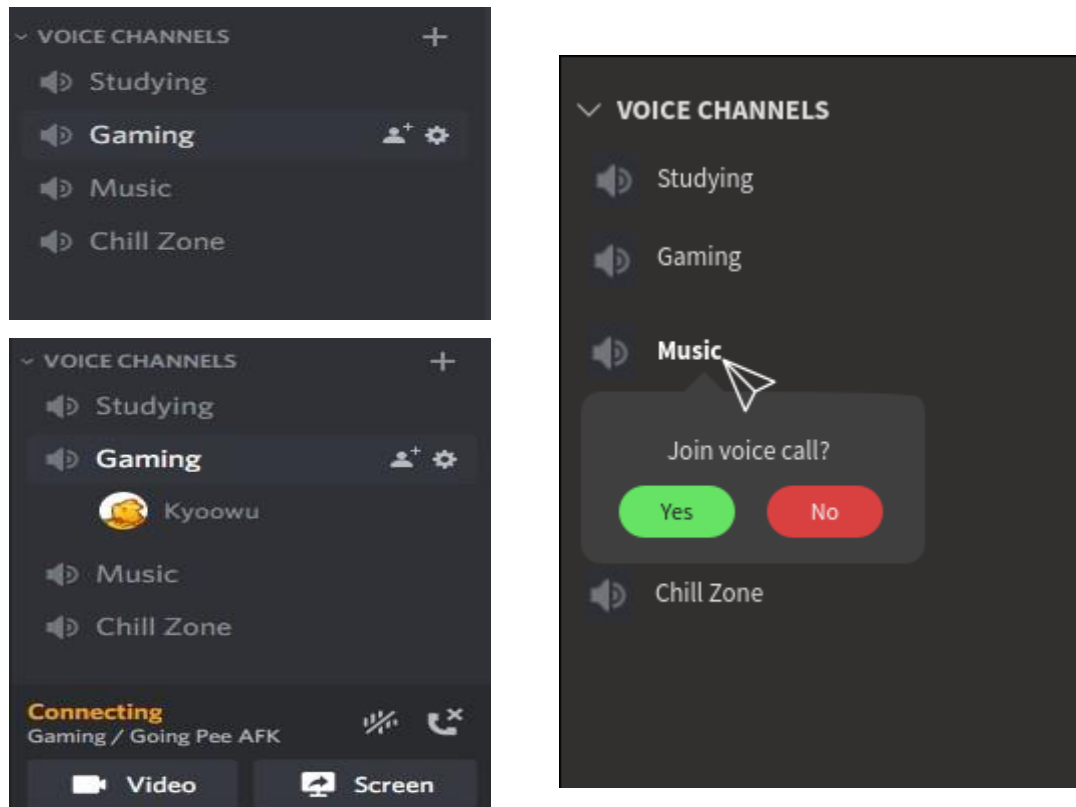 VOICE CHANNELS
Studying
Gaming
Music
Chill Zone
VOICE CHANNELS
Studying
Gaming
Kyoowu
Music
Chill Zone
Connecting
Gaming / Going Pee AFK
Video Screen
VOICE CHANNELS
Studying
Gaming
Music
Join voice call?
Yes No
Chill Zone